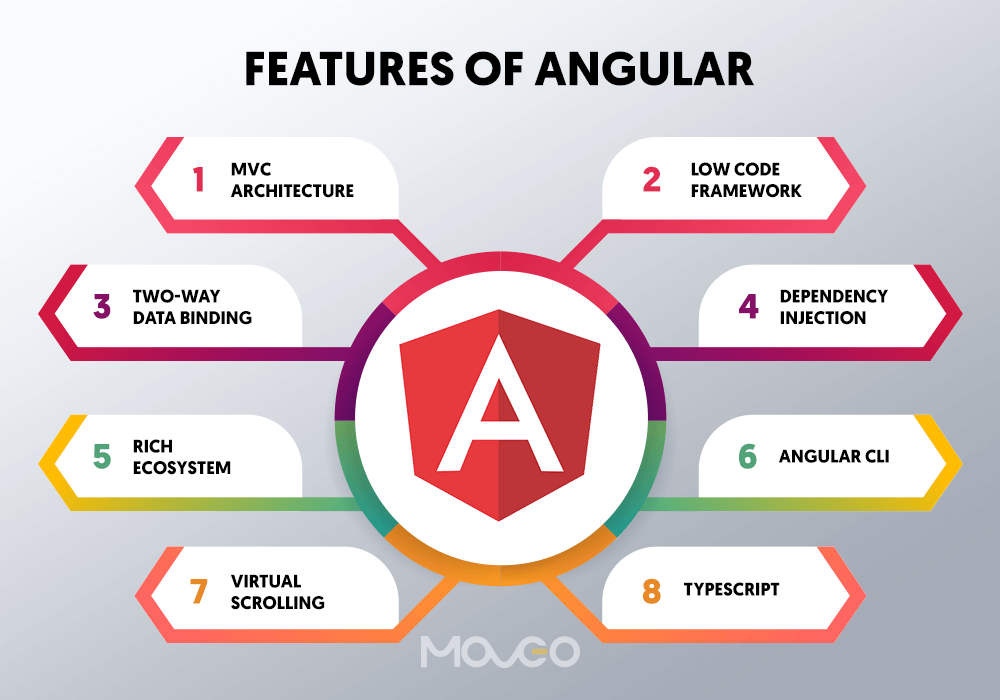 FEATURES OF ANGULAR
1 MVC
ARCHITECTURE
2 LOW CODE
FRAMEWORK
3 TWO-WAY
DATA BINDING
4 DEPENDENCY
INJECTION
5 RICH
ECOSYSTEM
6 ANGULAR CLI
7 VIRTUAL
SCROLLING
8 TYPESCRIPT
A